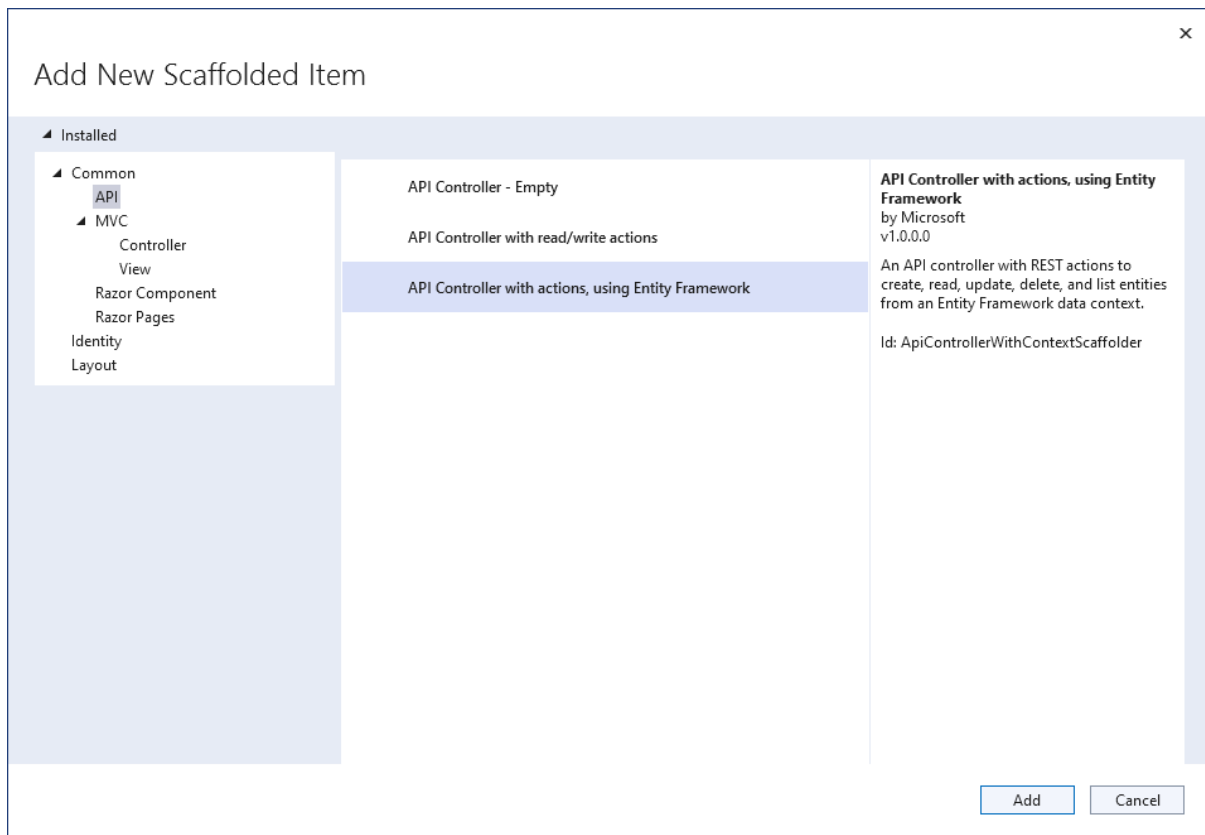 Add New Scaffolded Item
Installed
Common
API
MVC
Controller
View
Razor Component
Razor Pages
Identity
Layout
API Controller - Empty
API Controller with read/write actions
API Controller with actions, using Entity Framework
API Controller with actions, using Entity
Framework
by Microsoft
v1.0.0.0
An API controller with REST actions to
create, read, update, delete, and list entities
from an Entity Framework data context.
Id: ApiControllerWithContextScaffolder
Add
Cancel